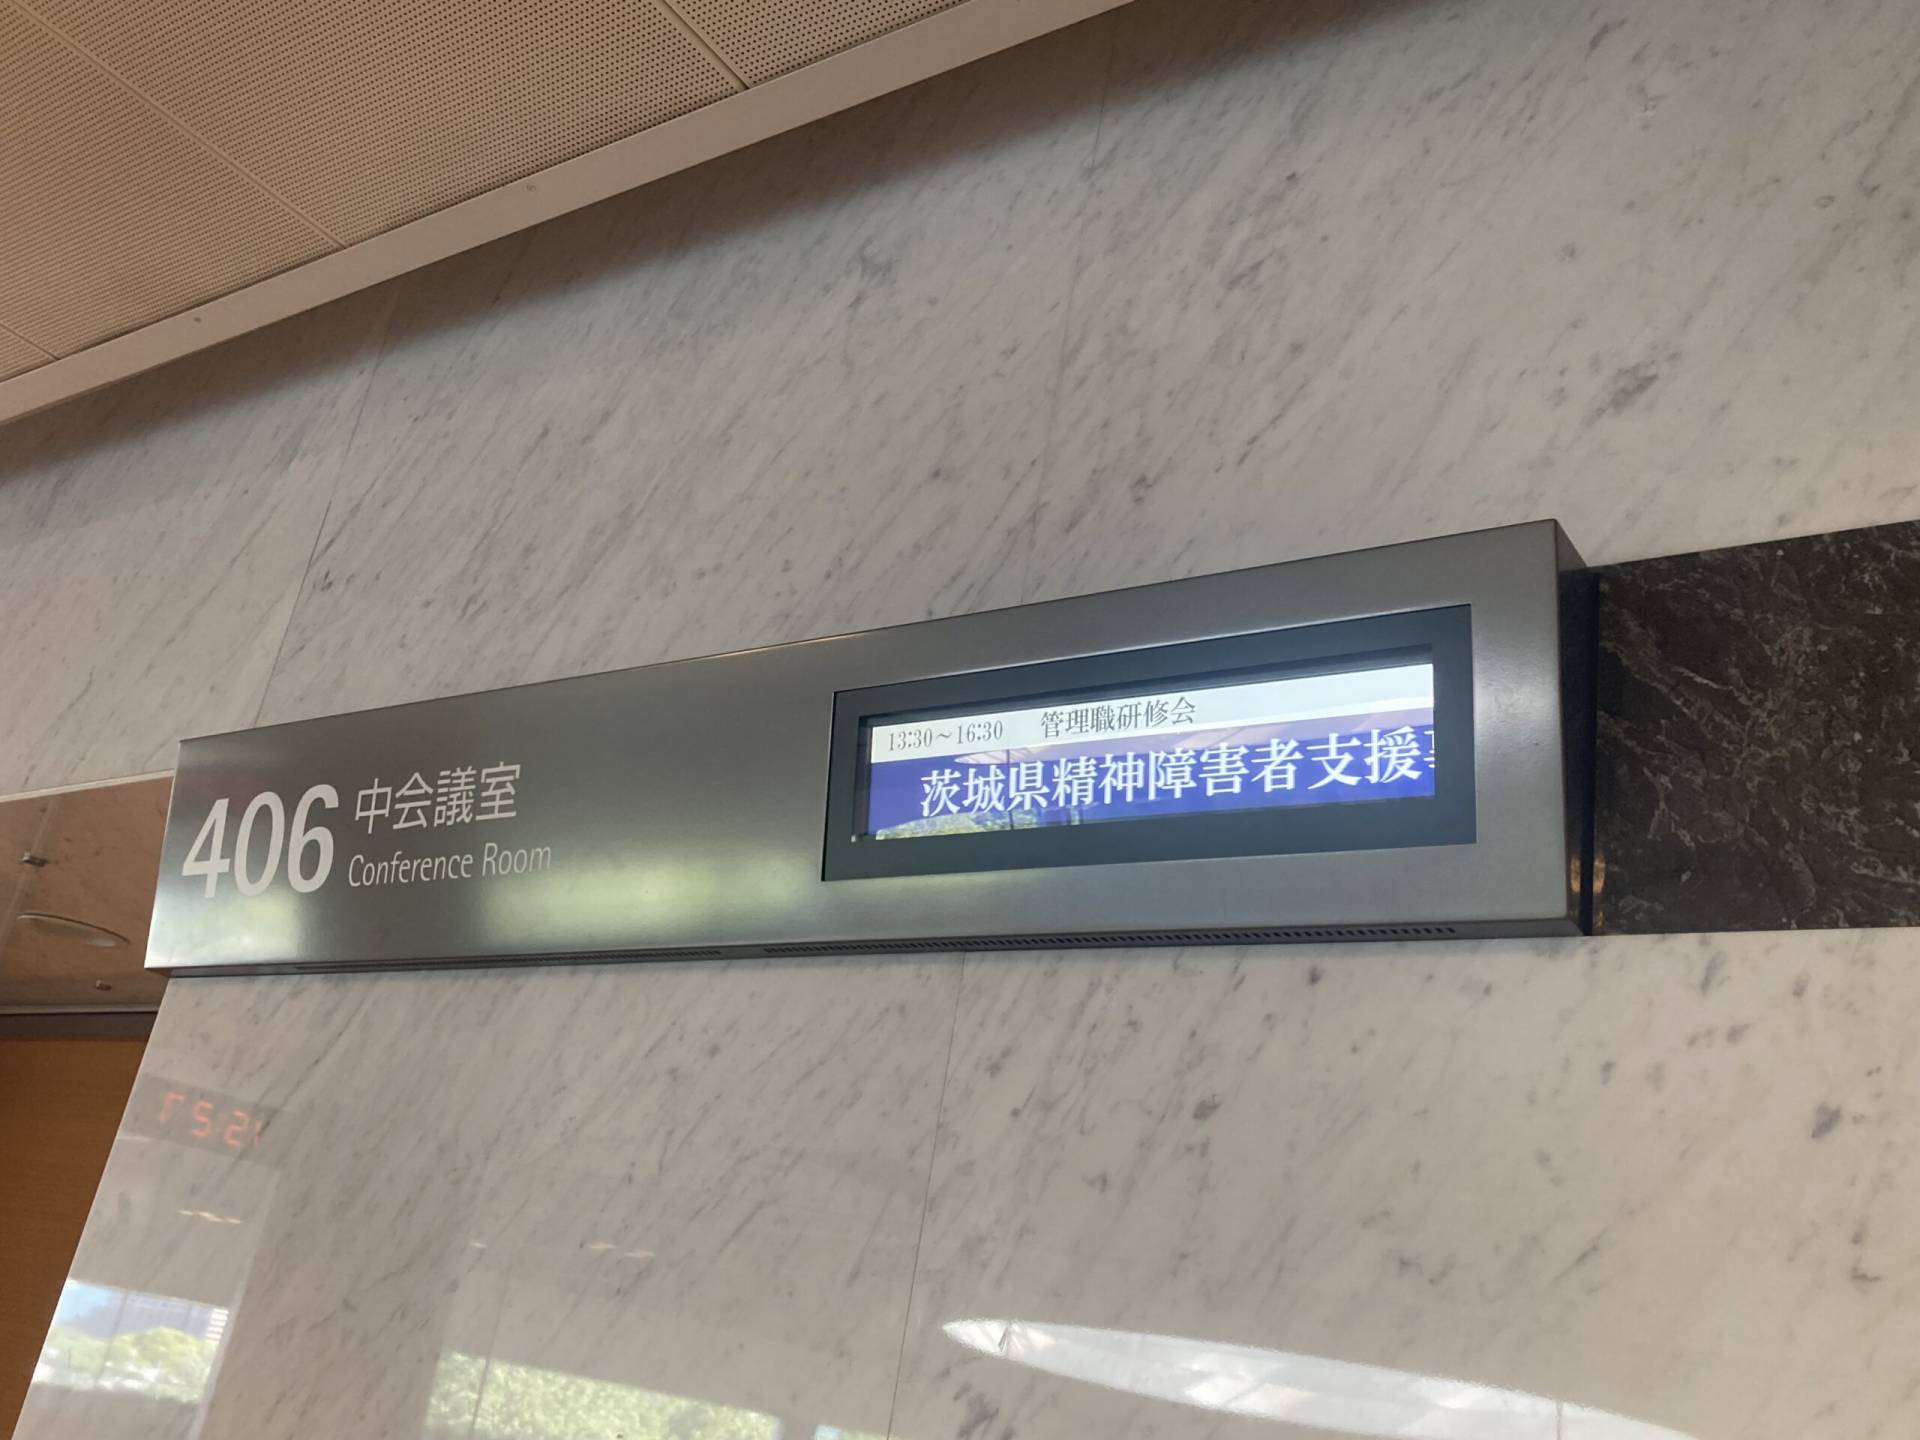 406 中会議室
Conference Room
13:30～16:30 管理職研修会
茨城県精神障害者支援